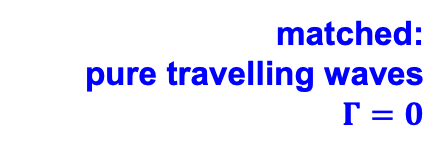 matched:
pure travelling waves
Γ = 0